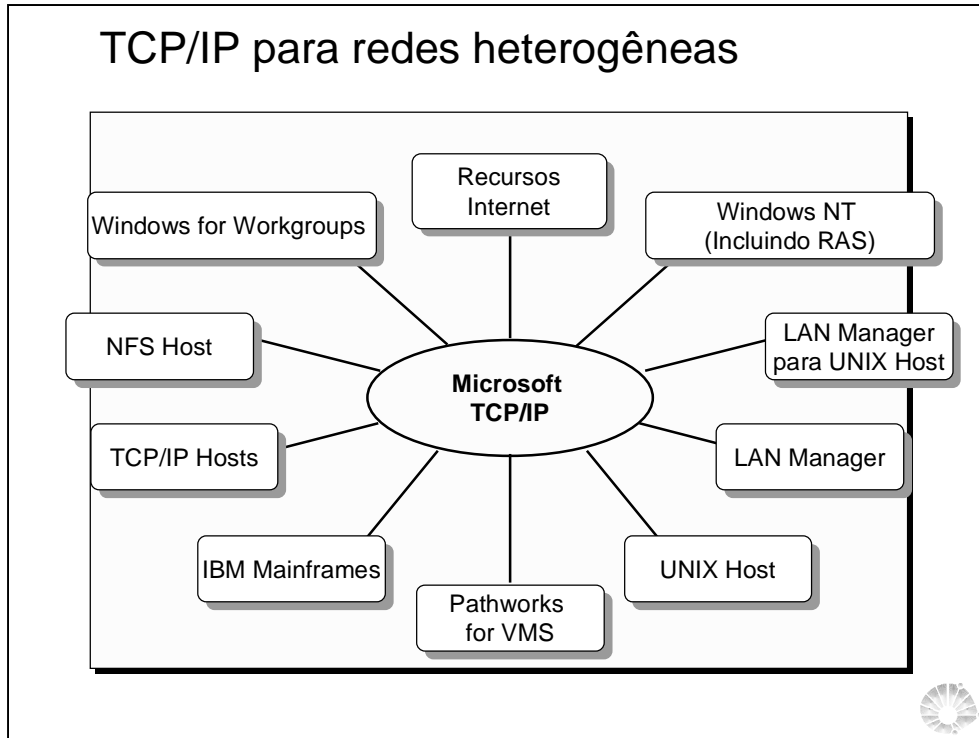 TCP/IP para redes heterogêneas
Recursos
Internet
Windows for Workgroups
Windows NT
(Incluindo RAS)
NFS Host
LAN Manager
para UNIX Host
Microsoft
TCP/IP
TCP/IP Hosts
LAN Manager
IBM Mainframes
UNIX Host
Pathworks
for VMS